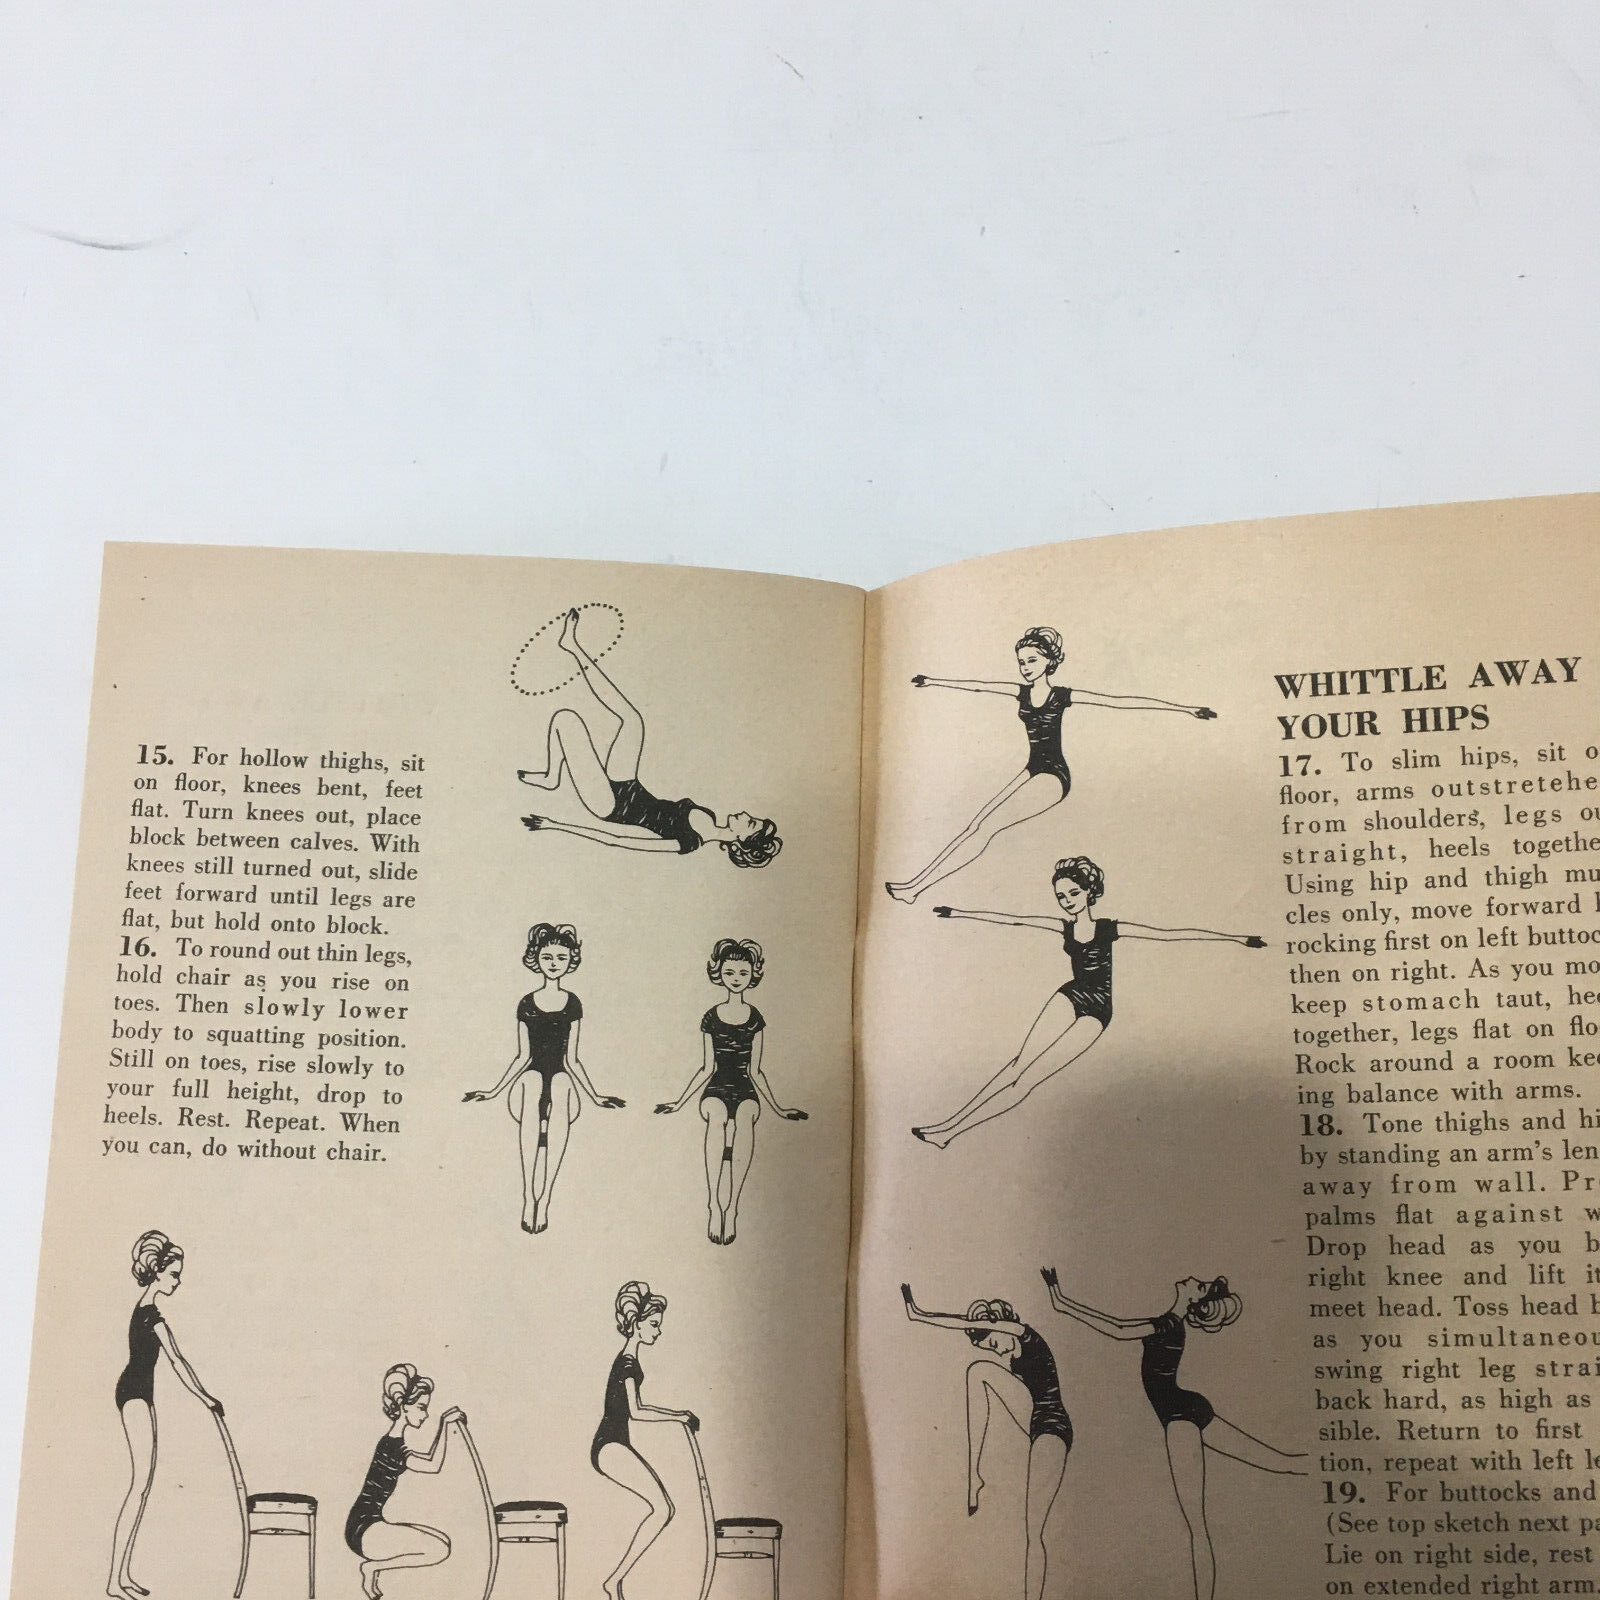 15. For hollow thighs, sit
on floor, knees bent, feet
flat. Turn knees out, place
block between calves. With
knees still turned out, slide
feet forward until legs are
flat, but hold onto block.
16. To round out thin legs,
hold chair as you rise on
toes. Then slowly lower
body to squatting position.
Still on toes, rise slowly to
your full height, drop to
heels. Rest. Repeat. When
you can, do without chair.
WHITTLE AWAY
YOUR HIPS
17. To slim hips, sit
floor, arms
from shoulders, legs
straight, heels
Using hip and thigh
cles only, move forward
rocking first on left
then on right. As you
keep stomach taut,
together, legs flat on
Rock around a room
ing balance with arms.
18. Tone thighs and
by standing an arm's
away from wall.
palms flat against
Drop head as you
right knee and lift
meet head. Toss head
as you
swing right leg
back hard, as high as
sible. Return to first
tion, repeat with left
19. For buttocks and
(See top sketch next
Lie on right side, rest
on extended right arm.